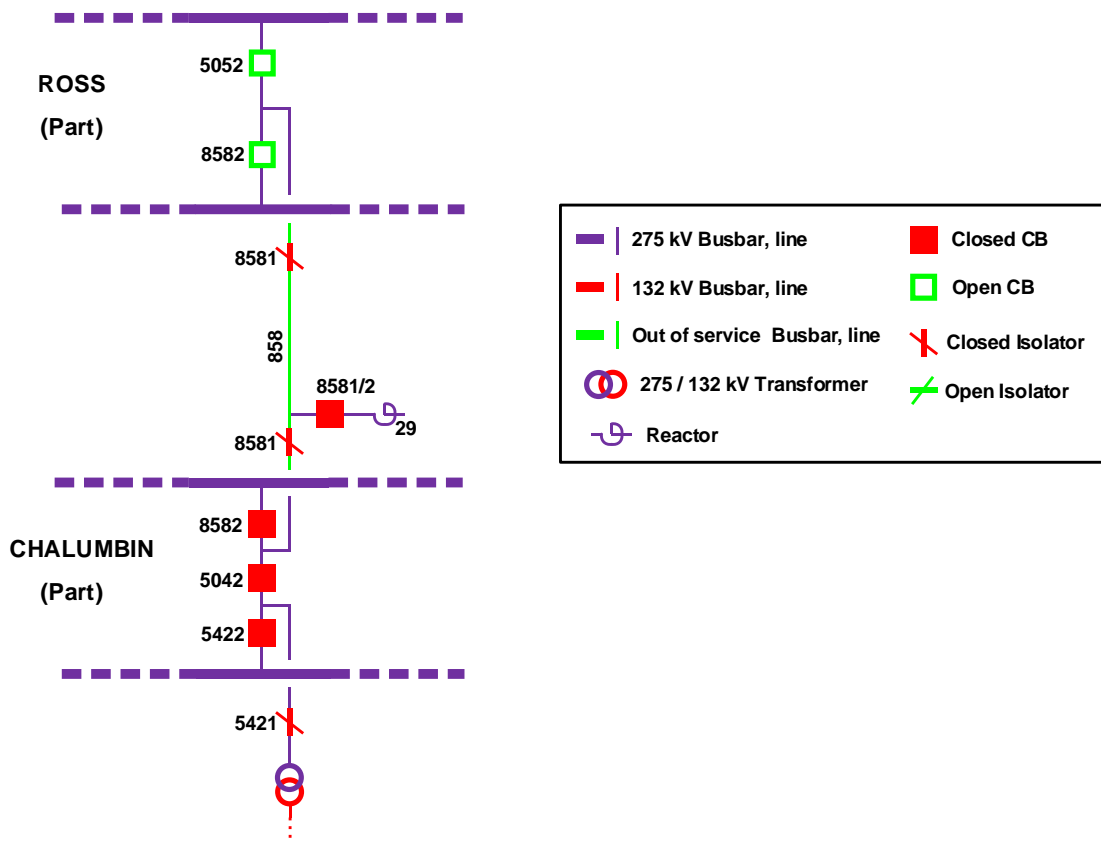 5052
ROSS
(Part)
8582
8581
858
8581/2
29
8581
8582
CHALUMBIN
5042
(Part)
5422
5421
275 kV Busbar, line
Closed CB
132 kV Busbar, line
Open CB
Out of service Busbar, line
Closed Isolator
275 / 132 kV Transformer
Open Isolator
Reactor